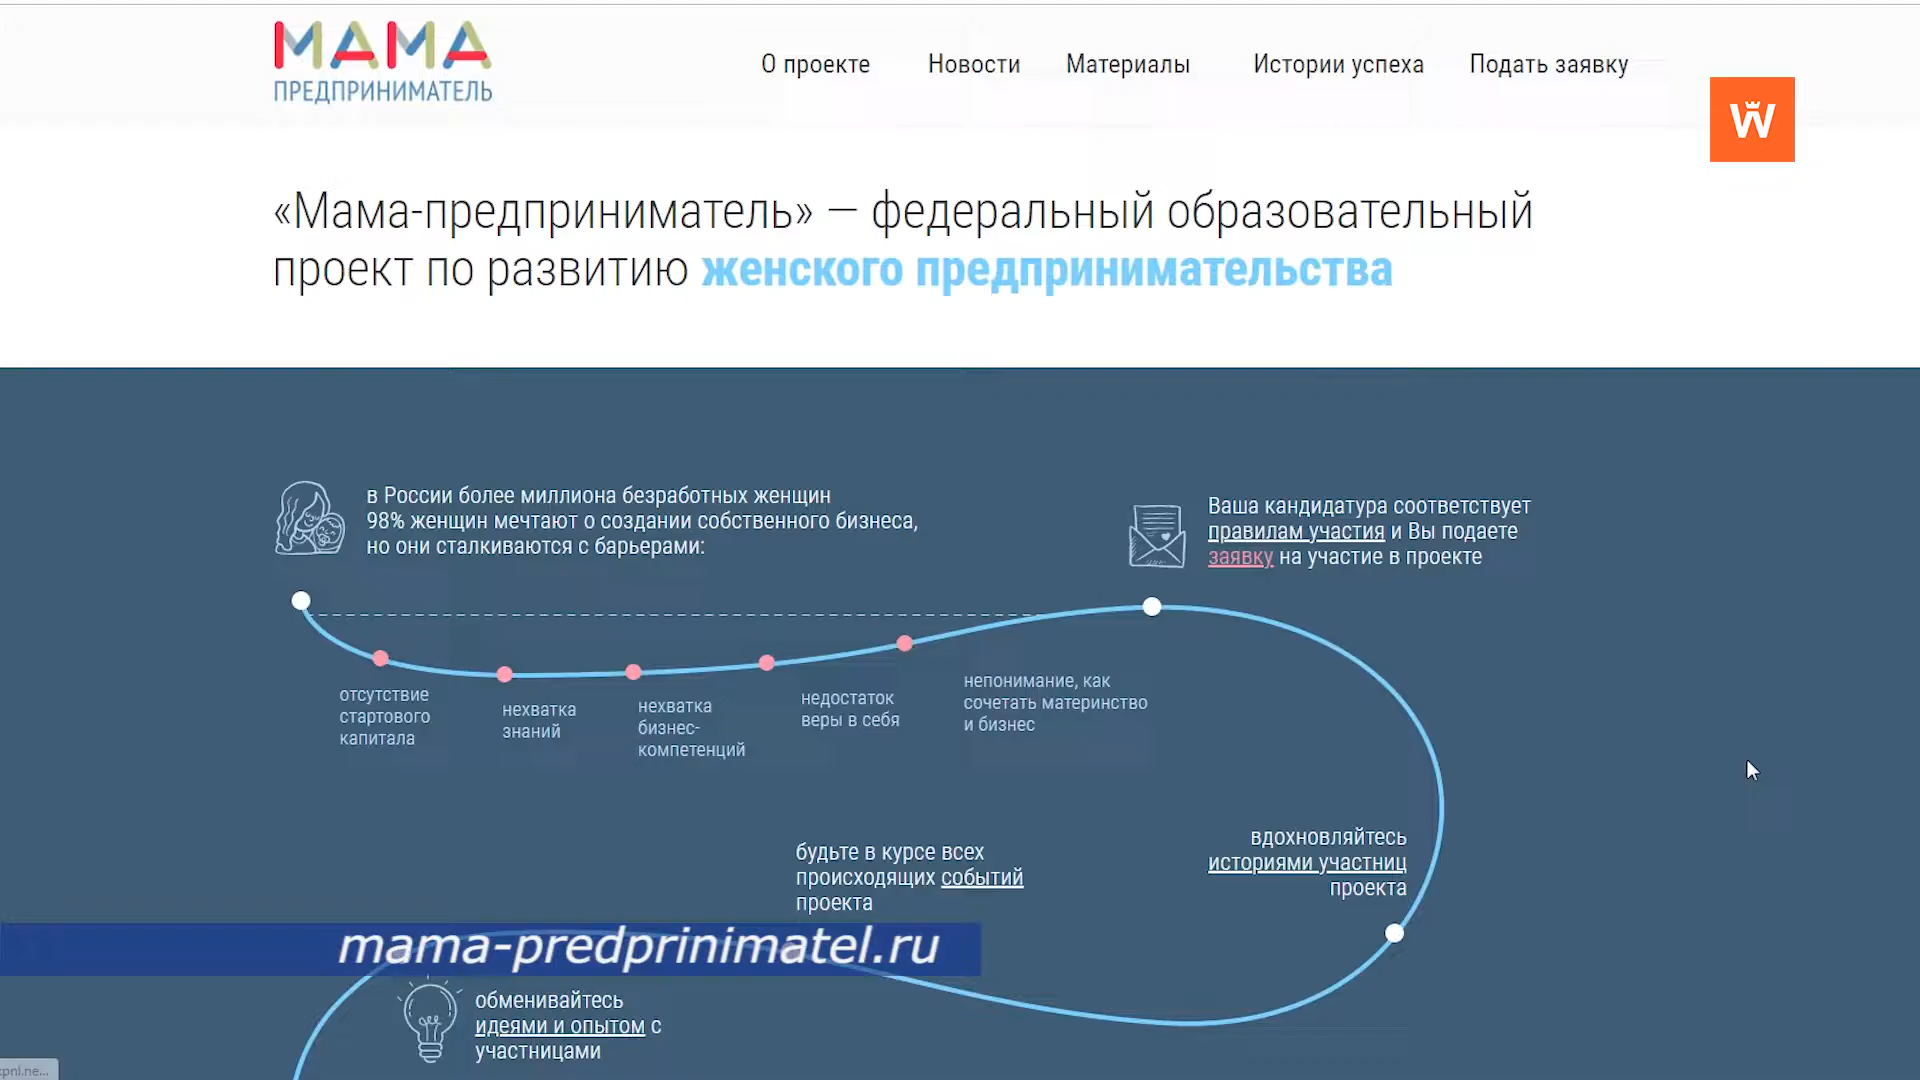 МАМА
ПРЕДПРИНИМАТЕЛЬ
О проекте
Новости
Материалы
Истории успеха
Подать заявку
W
«Мама-предприниматель» — федеральный образовательный
проект по развитию женского предпринимательства
в России более миллиона безработных женщин
98% женщин мечтают о создании собственного бизнеса,
но они сталкиваются с барьерами:
Ваша кандидатура соответствует
правилам участия и Вы подаете
заявку на участие в проекте
отсутствие
стартового
капитала
нехватка
знаний
нехватка
бизнес-
компетенций
недостаток
веры в себя
непонимание, как
сочетать материнство
и бизнес
вдохновляйтесь
историями участниц
проекта
будьте в курсе всех
происходящих событий
проекта
mama-predprinimatel.ru
обменивайтесь
идеями и опытом с
участницами